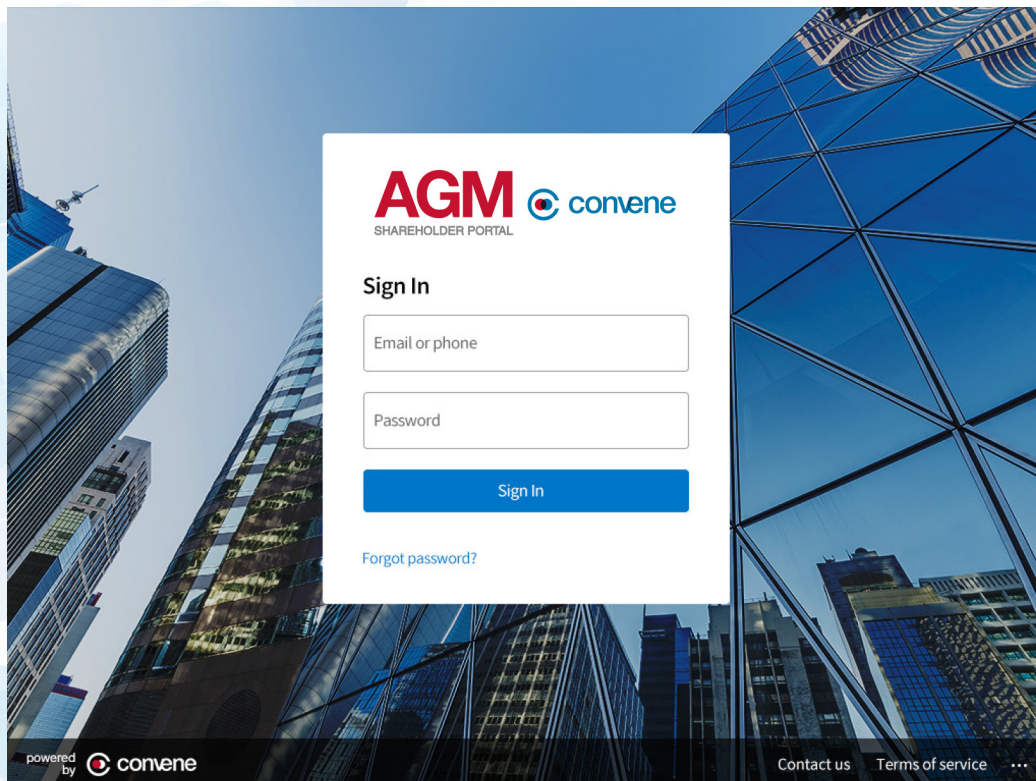 AGM convene
SHAREHOLDER PORTAL
Sign In
Email or phone
Password
Sign In
Forgot password?
powered by convene
Contact us Terms of service ...